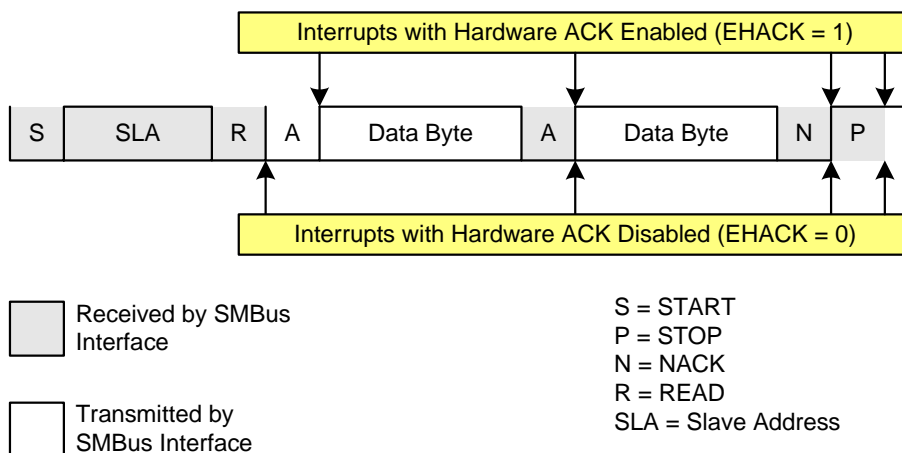 Interrupts with Hardware ACK Enabled (EHACK = 1)
S SLA R A Data Byte A Data Byte N P
Interrupts with Hardware ACK Disabled (EHACK = 0)
Received by SMBus
Interface
Transmitted by
SMBus Interface
S = START
P = STOP
N = NACK
R = READ
SLA = Slave Address